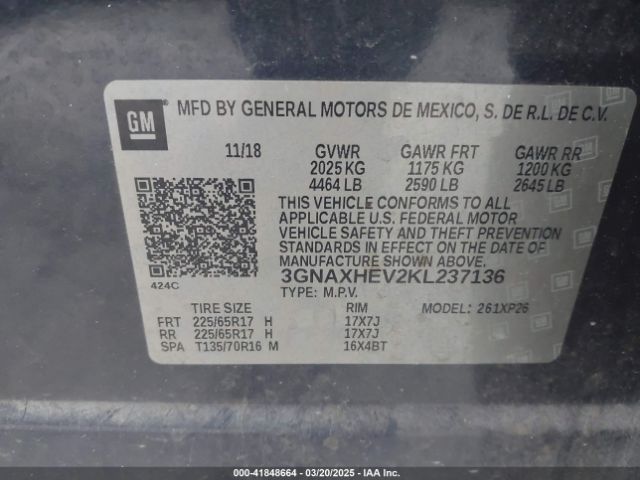 GM
MFD BY GENERAL MOTORS DE MEXICO, S. DE R.L. DE C.V.
11/18 GVWR GAWR FRT GAWR RR
2025 KG 1175 KG 1200 KG
4464 LB 2590 LB 2645 LB
THIS VEHICLE CONFORMS TO ALL
APPLICABLE U.S. FEDERAL MOTOR
VEHICLE SAFETY AND THEFT PREVENTION
STANDARDS IN EFFECT ON THE DATE OF
MANUFACTURE SHOWN ABOVE.
3GNAXHEV2KL237136
424C
TYPE: M.P.V.
TIRE SIZE RIM MODEL: 261XP26
FRT 225/65R17 H 17X7J
RR 225/65R17 H 17X7J
SPA T135/70R16 M 16X4BT
000-41848664 — 03/20/2025 — IAA Inc.